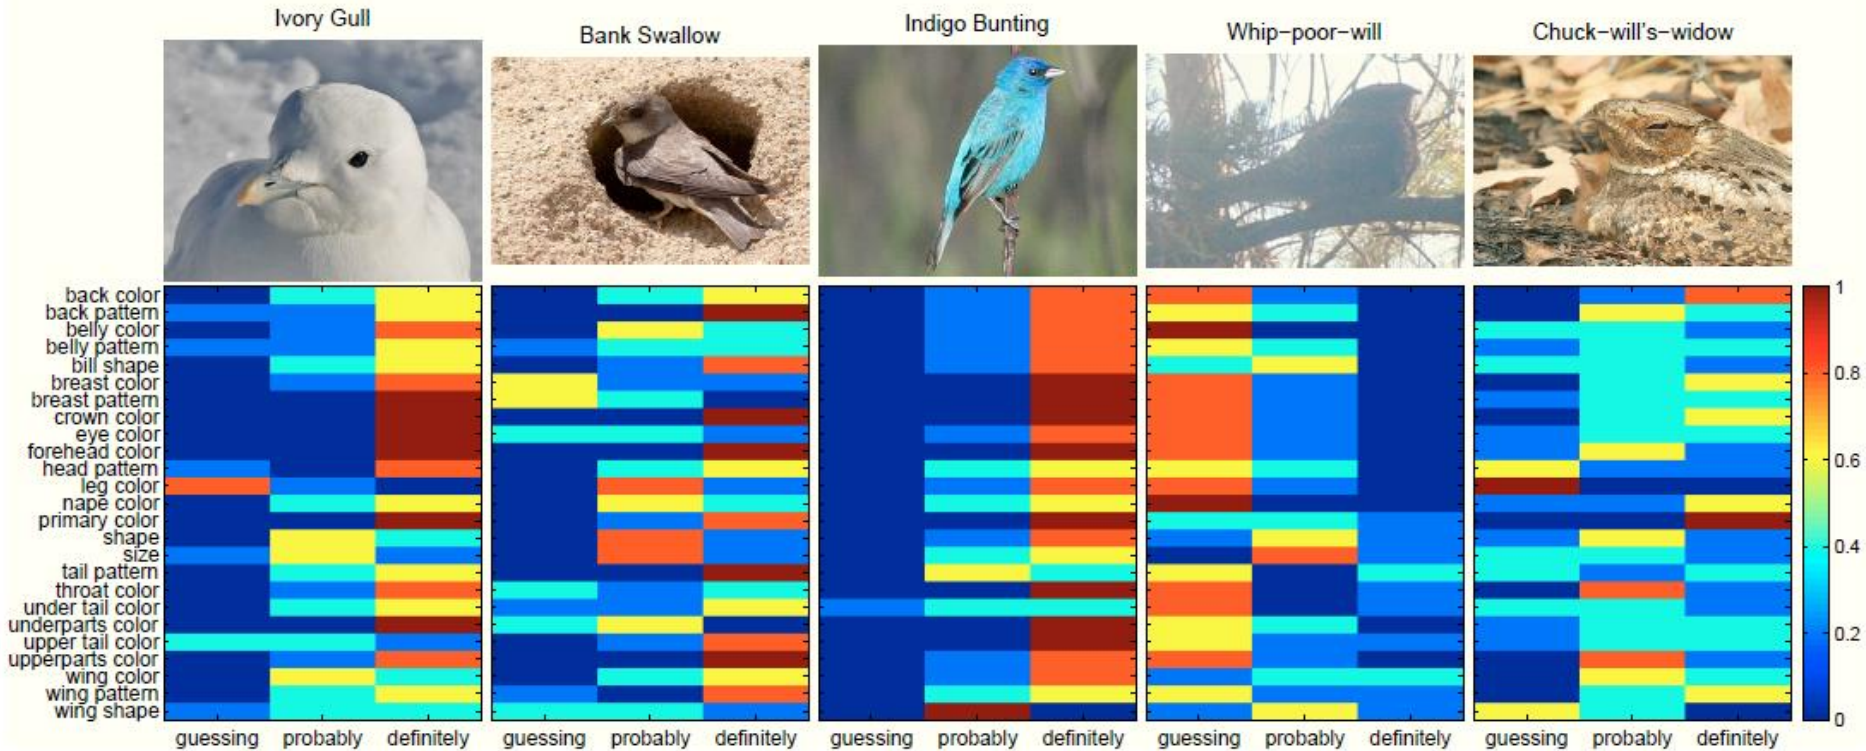 Ivory Gull
Bank Swallow
Indigo Bunting
Whip-poor-will
Chuck-will's-widow
back color
back pattern
belly color
belly pattern
bill shape
breast color
breast pattern
crown color
eye color
forehead color
head pattern
leg color
nape color
primary color
shape
size
tail pattern
throat color
under tail color
underparts color
upper tail color
upperparts color
wing color
wing pattern
wing shape
guessing probably definitely
guessing probably definitely
guessing probably definitely
guessing probably definitely
guessing probably definitely
1
0.8
0.6
0.4
0.2
0